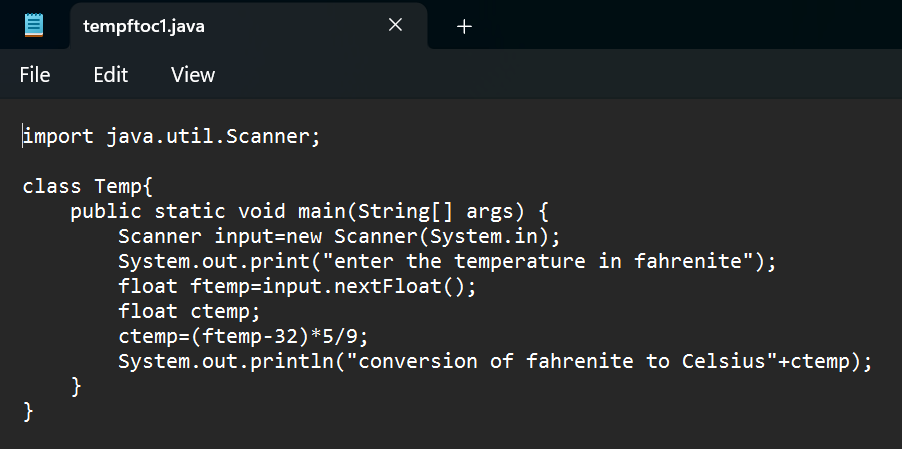 tempftoc1.java
File Edit View
import java.util.Scanner;
class Temp{
    public static void main(String[] args) {
        Scanner input=new Scanner(System.in);
        System.out.print("enter the temperature in fahrenite");
        float ftemp=input.nextFloat();
        float ctemp;
        ctemp=(ftemp-32)*5/9;
        System.out.println("conversion of fahrenite to Celsius"+ctemp);
    }
}